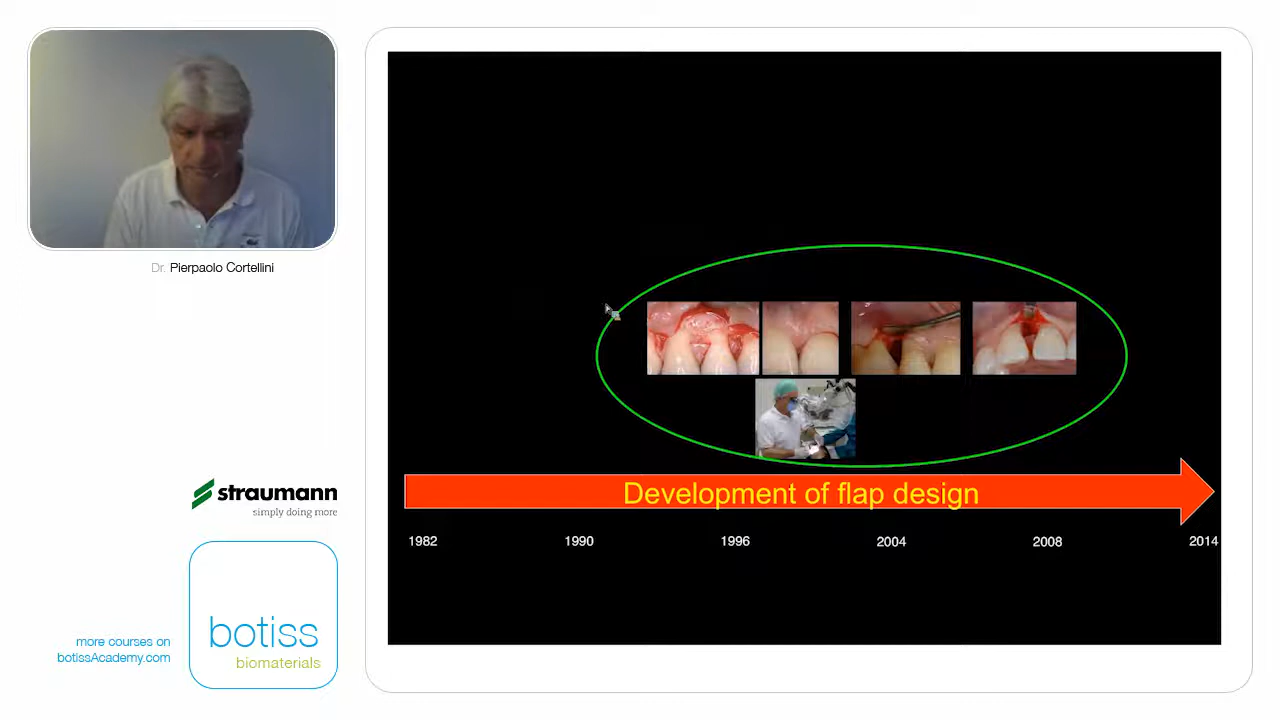 Dr. Pierpaolo Cortellini
straumann
simply doing more
botiss
biomaterials
more courses on
botissAcademy.com
Development of flap design
1982 1990 1996 2004 2008 2014